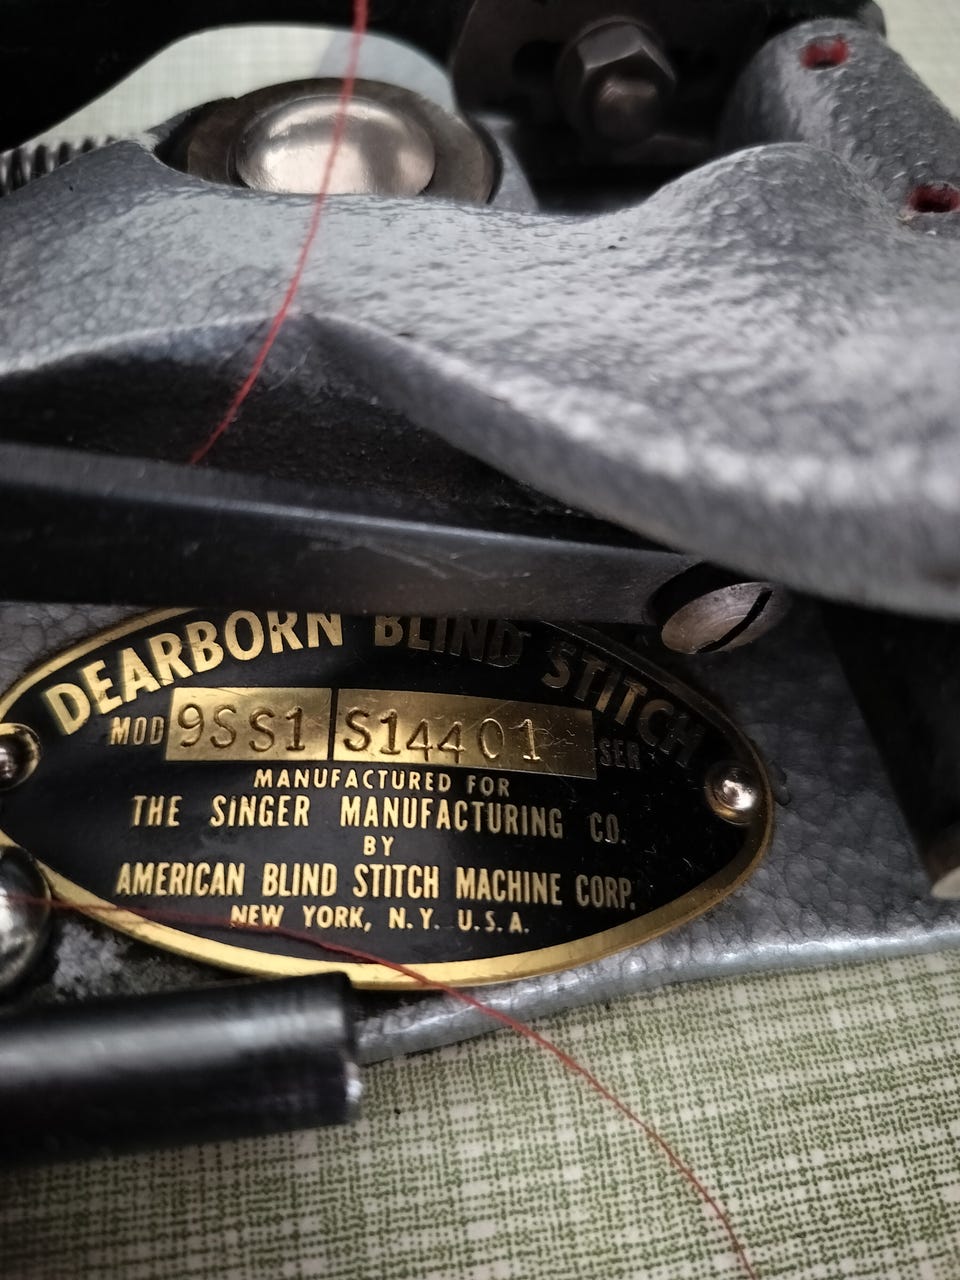 DEARBORN BLIND STITCH
MOD 9SS1 S14401 SER
MANUFACTURED FOR
THE SINGER MANUFACTURING CO.
BY
AMERICAN BLIND STITCH MACHINE CORP.
NEW YORK, N.Y. U.S.A.